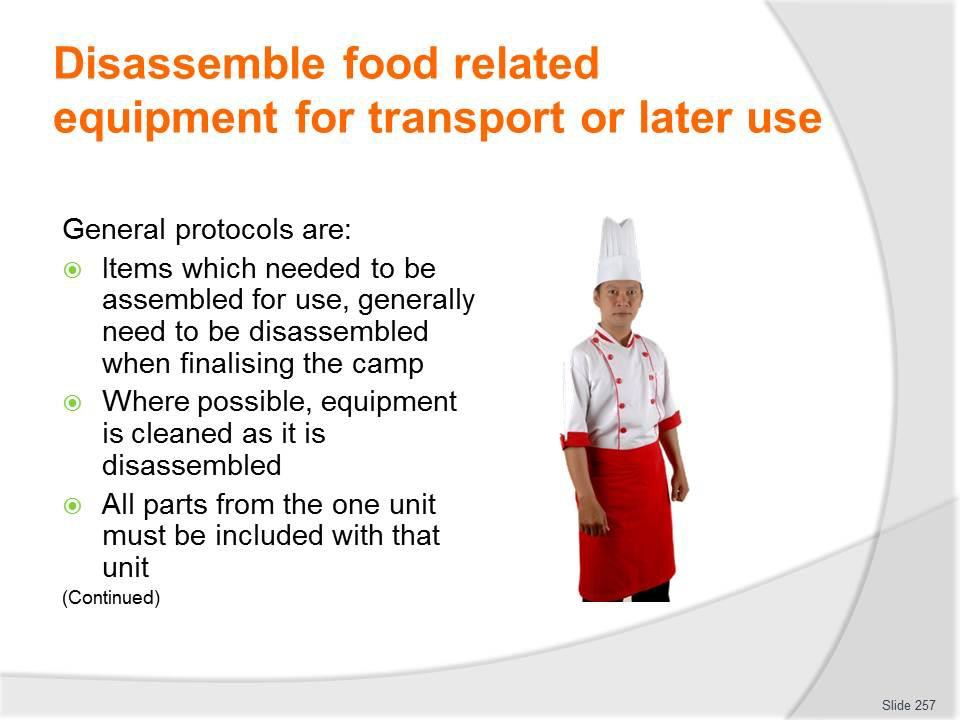 Disassemble food related
equipment for transport or later use
General protocols are:
Items which needed to be
assembled for use, generally
need to be disassembled
when finalising the camp
Where possible, equipment
is cleaned as it is
disassembled
All parts from the one unit
must be included with that
unit
(Continued)
Slide 257